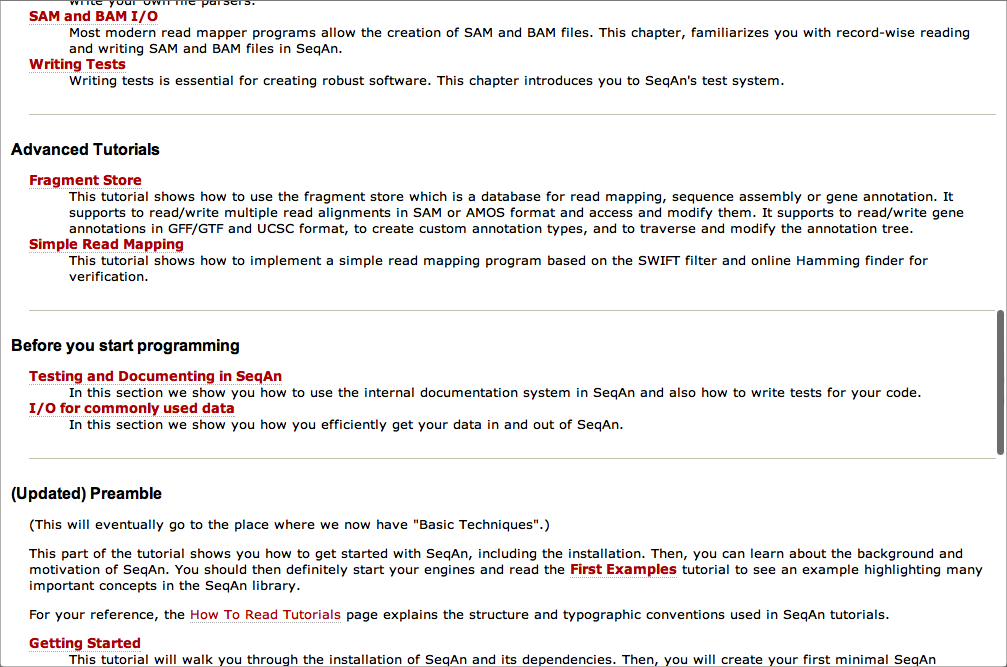 write your own file parsers.
SAM and BAM I/O
Most modern read mapper programs allow the creation of SAM and BAM files. This chapter, familiarizes you with record-wise reading
and writing SAM and BAM files in SeqAn.
Writing Tests
Writing tests is essential for creating robust software. This chapter introduces you to SeqAn's test system.
Advanced Tutorials
Fragment Store
This tutorial shows how to use the fragment store which is a database for read mapping, sequence assembly or gene annotation. It
supports to read/write multiple read alignments in SAM or AMOS format and access and modify them. It supports to read/write gene
annotations in GFF/GTF and UCSC format, to create custom annotation types, and to traverse and modify the annotation tree.
Simple Read Mapping
This tutorial shows how to implement a simple read mapping program based on the SWIFT filter and online Hamming finder for
verification.
Before you start programming
Testing and Documenting in SeqAn
In this section we show you how to use the internal documentation system in SeqAn and also how to write tests for your code.
I/O for commonly used data
In this section we show you how you efficiently get your data in and out of SeqAn.
(Updated) Preamble
(This will eventually go to the place where we now have "Basic Techniques".)
This part of the tutorial shows you how to get started with SeqAn, including the installation. Then, you can learn about the background and
motivation of SeqAn. You should then definitely start your engines and read the First Examples tutorial to see an example highlighting many
important concepts in the SeqAn library.
For your reference, the How To Read Tutorials page explains the structure and typographic conventions used in SeqAn tutorials.
Getting Started
This tutorial will walk you through the installation of SeqAn and its dependencies. Then, you will create your first minimal SeqAn